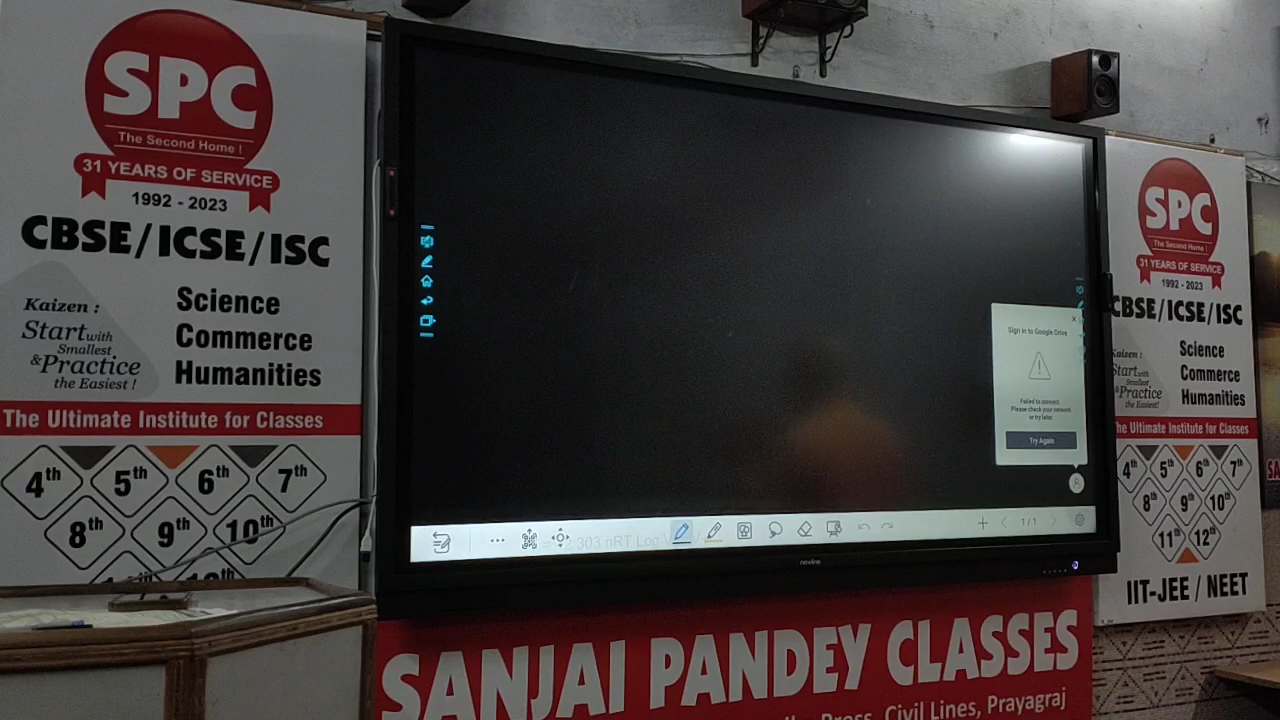 SPC
The Second Home !
31 YEARS OF SERVICE
1992 - 2023
CBSE/ICSE/ISC
Kaizen :
Start with
Smallest
& Practice
the Easiest !
Science
Commerce
Humanities
The Ultimate Institute for Classes
4th 5th 6th 7th
8th 9th 10th
Sign in to Google Drive
Failed to connect.
Please check your network
or try later
Try Again
1/1
303 nRT Log
newline
SANJAI PANDEY CLASSES
Press, Civil Lines, Prayagraj
SPC
The Second Home !
31 YEARS OF SERVICE
1992 - 2023
CBSE/ICSE/ISC
Kaizen :
Start with
Smallest
& Practice
the Easiest !
Science
Commerce
Humanities
The Ultimate Institute for Classes
4th 5th 6th 7th
8th 9th 10th
11th 12th
IIT-JEE / NEET